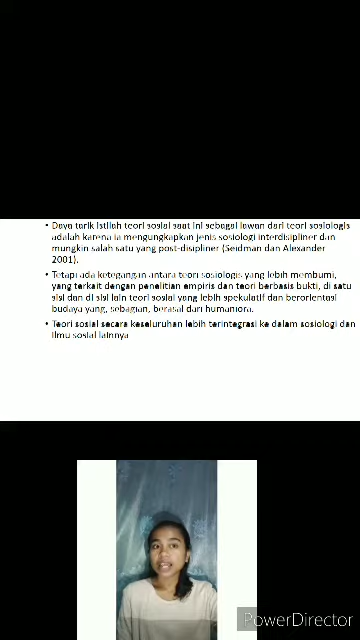 • Daya tarik istilah teori sosial saat ini sebagai lawan dari teori sosiologis
adalah karena ia mengungkapkan jenis sosiologi interdisipliner dan
mungkin salah satu yang post-disipliner (Seidman dan Alexander
2001).
• Tetapi ada ketegangan antara teori sosiologis yang lebih membumi,
yang terkait dengan penelitian empiris dan teori berbasis bukti, di satu
sisi dan di sisi lain teori sosial yang lebih spekulatif dan berorientasi
budaya yang, sebagian, berasal dari humaniora.
• Teori sosial secara keseluruhan lebih terintegrasi ke dalam sosiologi dan
ilmu sosial lainnya
PowerDirector